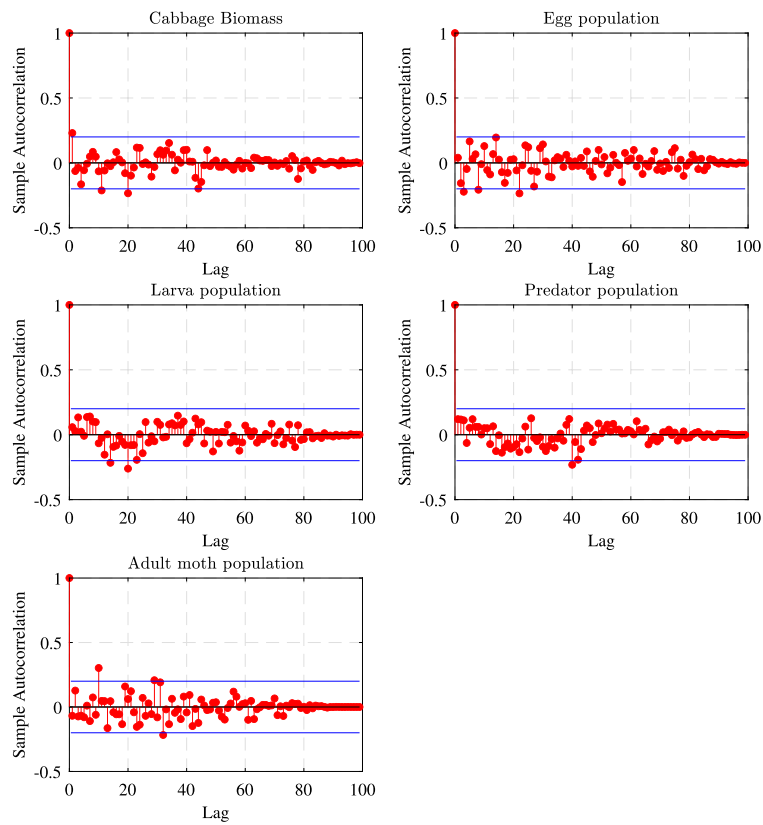 Cabbage Biomass
1
0.5
0
-0.5
Sample Autocorrelation
0 20 40 60 80 100
Lag
Egg population
1
0.5
0
-0.5
Sample Autocorrelation
0 20 40 60 80 100
Lag
Larva population
1
0.5
0
-0.5
Sample Autocorrelation
0 20 40 60 80 100
Lag
Predator population
1
0.5
0
-0.5
Sample Autocorrelation
0 20 40 60 80 100
Lag
Adult moth population
1
0.5
0
-0.5
Sample Autocorrelation
0 20 40 60 80 100
Lag